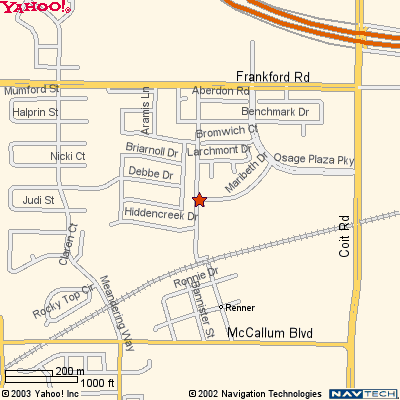 YAHOO!
Frankford Rd
Mumford St
Aberdon Rd
Halprin St
Aramis Ln
Benchmark Dr
Bromwich Ct
Briarnoll Dr
Larchmont Dr
Nicki Ct
Osage Plaza Pky
Debbe Dr
Maribeth Dr
Judi St
Hiddencreek Dr
Claren Ct
Coit Rd
Ronnie Dr
Rocky Top Cir
Meandering Way
Bannister St
Renner
McCallum Blvd
200 m
1000 ft
©2003 Yahoo! Inc
©2002 Navigation Technologies
NAVTECH